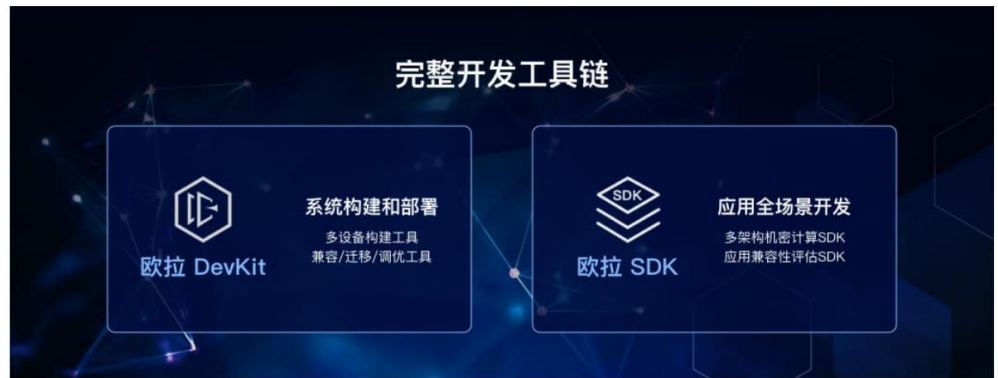 完整开发工具链
欧拉 DevKit
系统构建和部署
多设备构建工具
兼容/迁移/调优工具
SDK
欧拉 SDK
应用全场景开发
多架构机密计算SDK
应用兼容性评估SDK